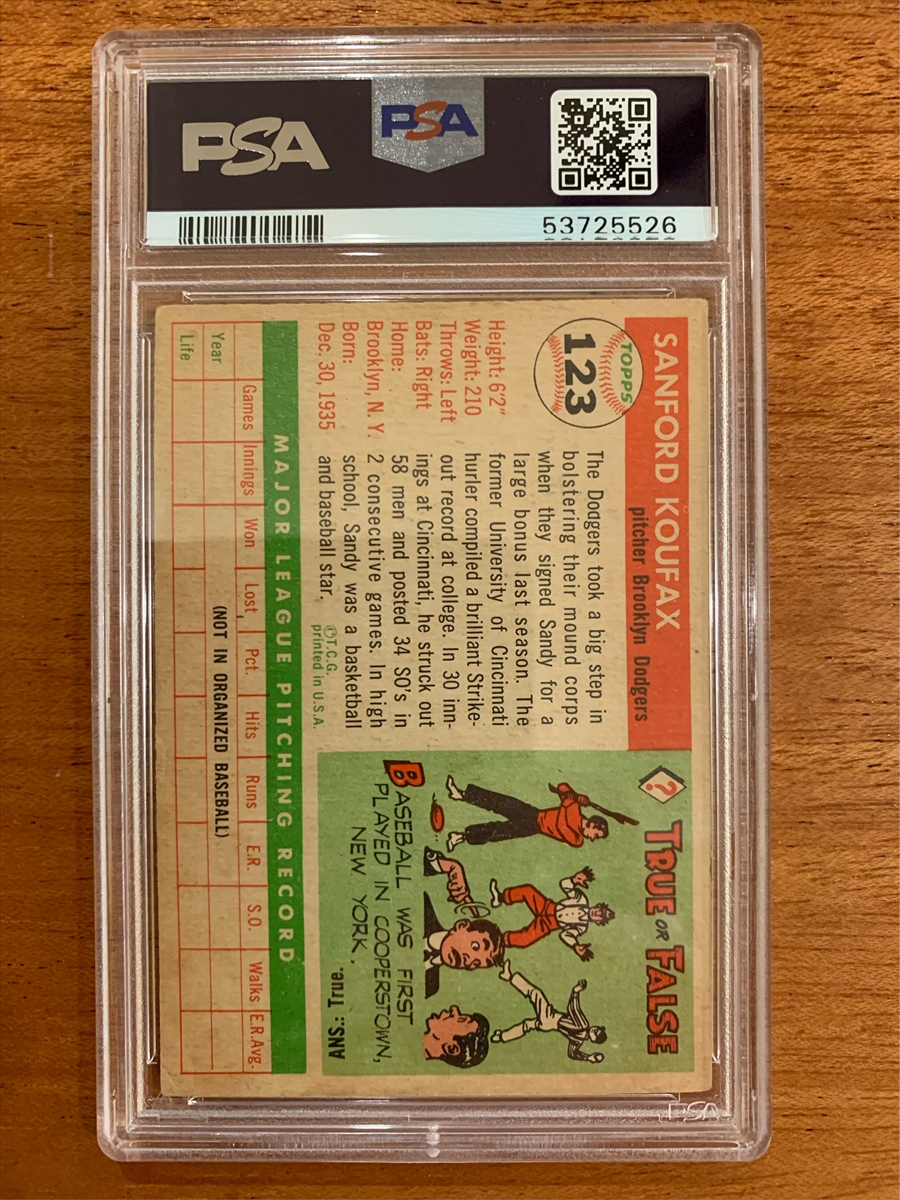 PSA
PSA
53725526
SANFORD KOUFAX
pitcher Brooklyn Dodgers
TOPPS
123
Height: 6'2"
Weight: 210
Throws: Left
Bats: Right
Home:
Brooklyn, N. Y.
Born:
Dec. 30, 1935
The Dodgers took a big step in
bolstering their mound corps
when they signed Sandy for a
large bonus last season. The
former University of Cincinnati
hurler compiled a brilliant Strike-
out record at college. In 30 inn-
ings at Cincinnati, he struck out
58 men and posted 34 SO's in
2 consecutive games. In high
school, Sandy was a basketball
and baseball star.
©T.C.G.
printed in U.S.A.
?
TRUE OR FALSE
BASEBALL WAS FIRST
PLAYED IN COOPERSTOWN,
NEW YORK.
ANS.: True.
MAJOR LEAGUE PITCHING RECORD
Games Innings Won Lost Pct. Hits Runs E.R. S.O. Walks E.R.Avg.
Year (NOT IN ORGANIZED BASEBALL)
Life
PSA